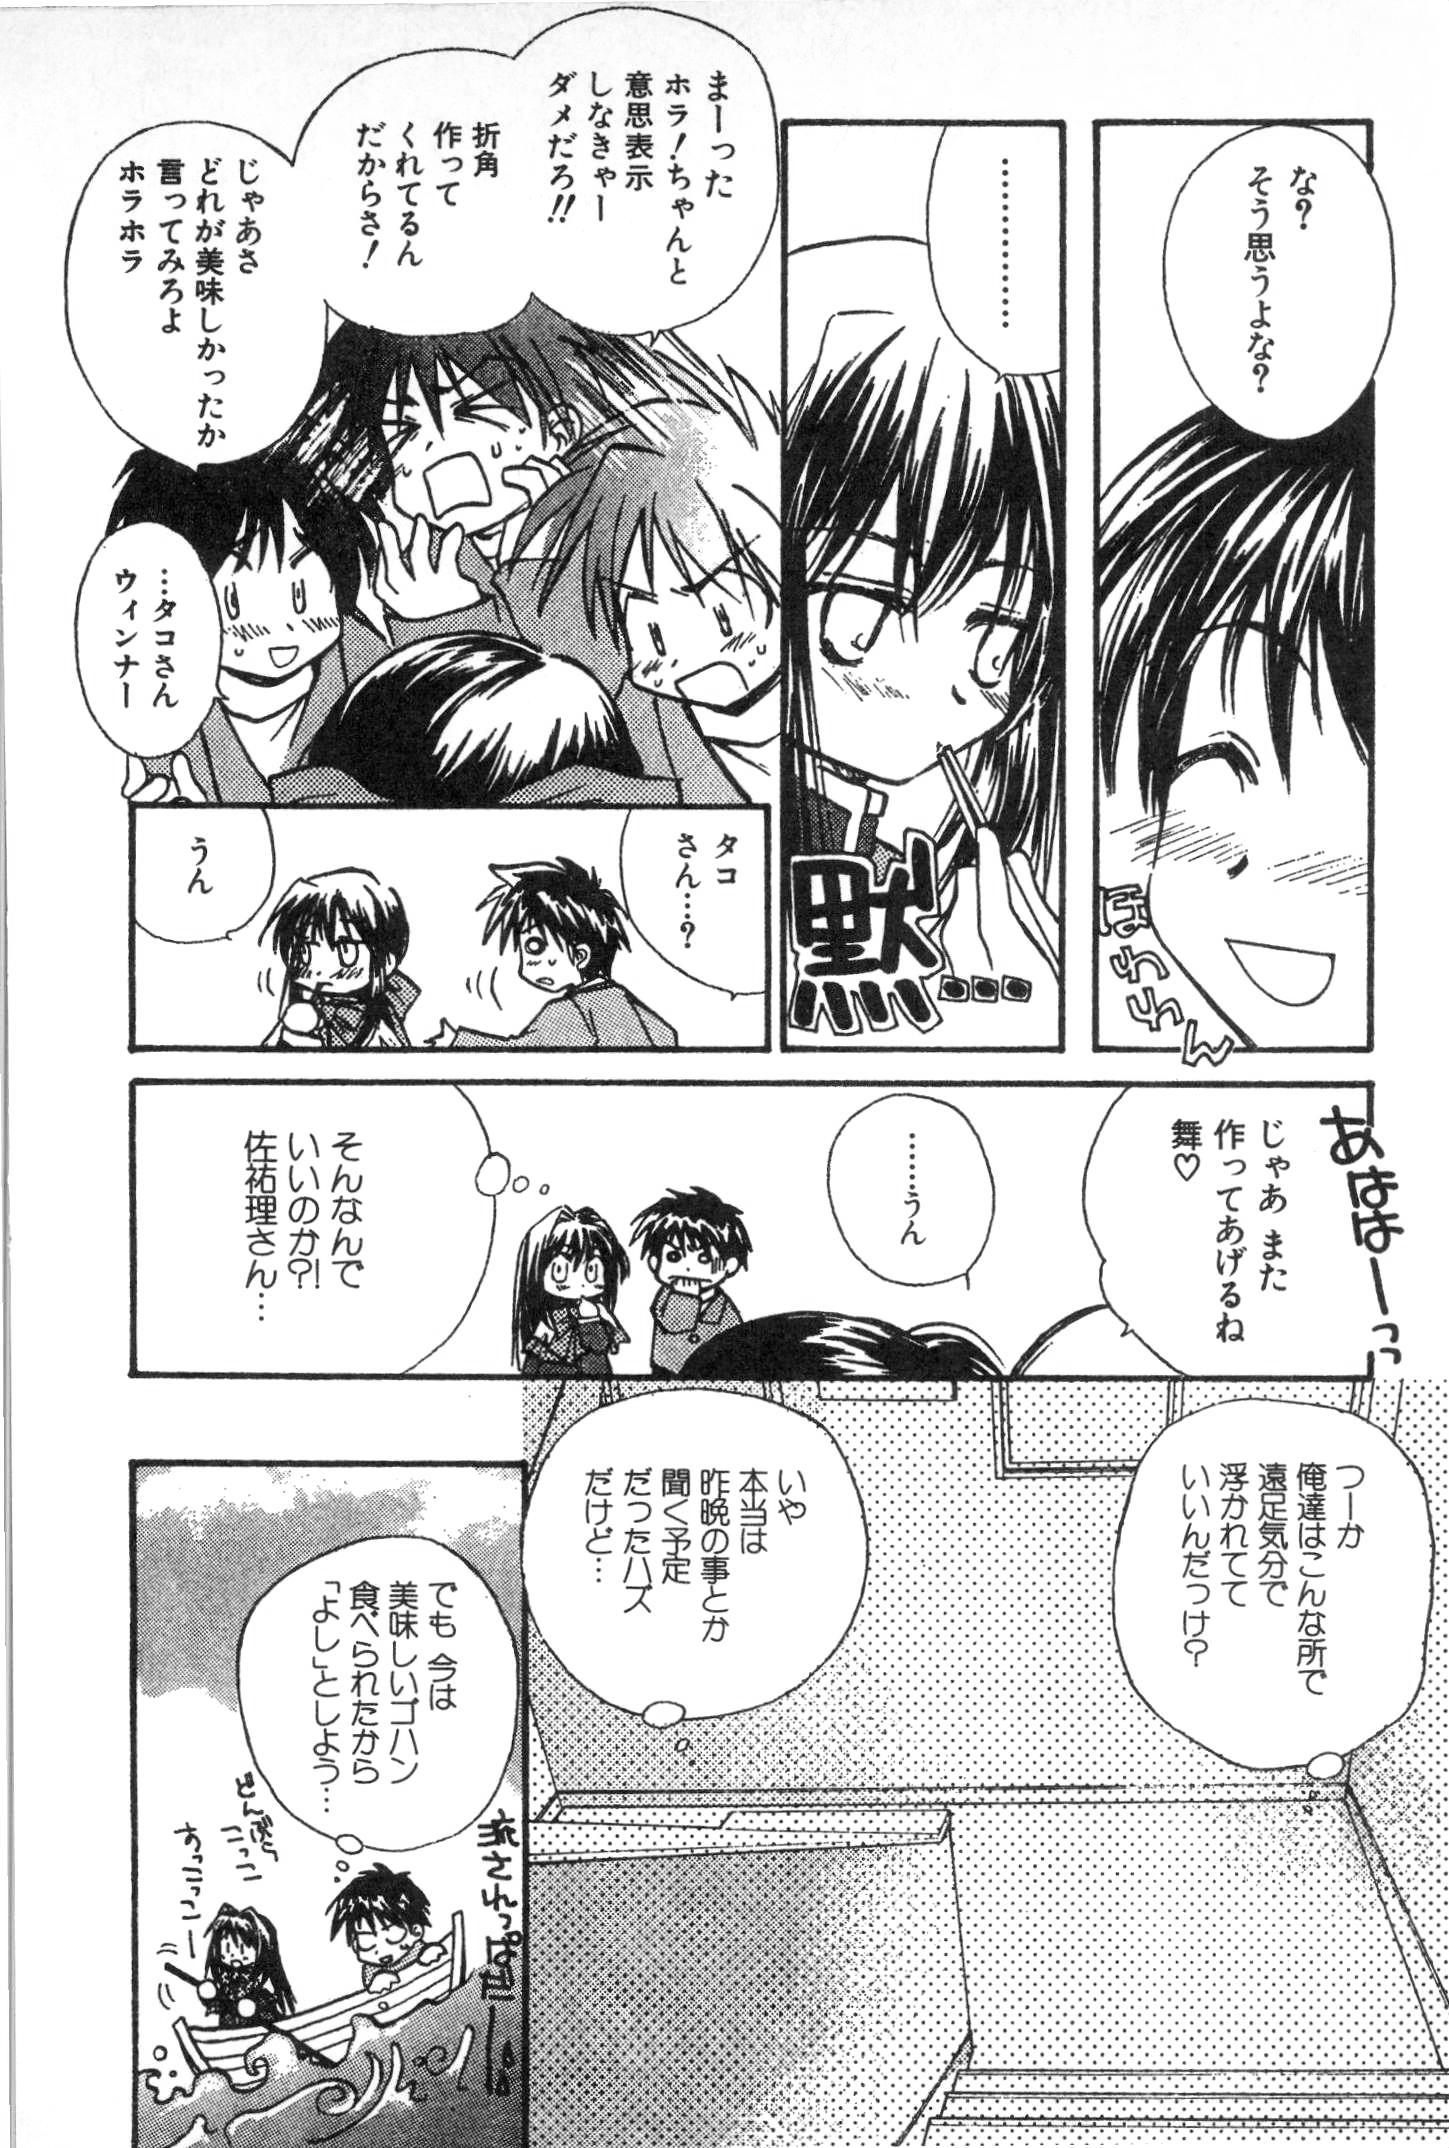 な?
そう思うよな?
ほややん
…………
黙…
まーった
ホラ!ちゃんと
意思表示
しなきゃー
ダメだろ!!
折角
作って
くれてるん
だからさ!
じゃあさ
どれが美味しかったか
言ってみろよ
ホラホラ
…タコさん
ウィンナー
タコ
さん…?
うん
あははーっ
じゃあ また
作ってあげるね
舞♡
……うん
そんなんで
いいのか?!
佐祐理さん…
つーか
俺達はこんな所で
遠足気分で
浮かれてて
いいんだっけ?
いや
本当は
昨晩の事とか
聞く予定
だったハズ
だけど…
でも 今は
美味しいゴハン
食べられたから
「よし」としよう…
どんぶら
こっこ
すっこっこー